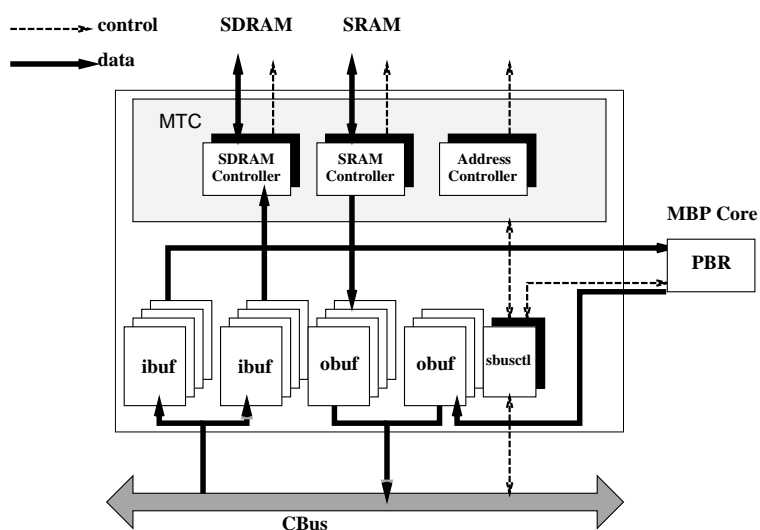 control
data
SDRAM
SRAM
MTC
SDRAM
Controller
SRAM
Controller
Address
Controller
MBP Core
PBR
ibuf
ibuf
obuf
obuf
sbusctl
CBus